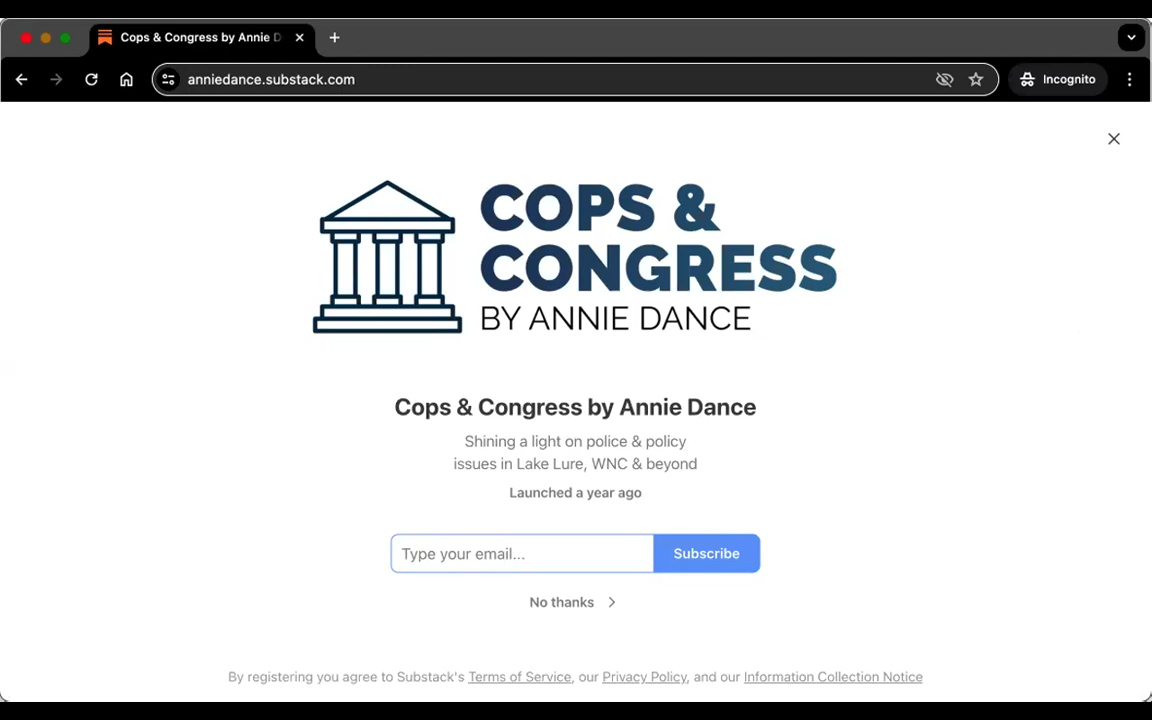 Cops & Congress by Annie D
anniedance.substack.com
Incognito
COPS &
CONGRESS
BY ANNIE DANCE
Cops & Congress by Annie Dance
Shining a light on police & policy
issues in Lake Lure, WNC & beyond
Launched a year ago
Type your email...
Subscribe
No thanks
By registering you agree to Substack's Terms of Service, our Privacy Policy, and our Information Collection Notice